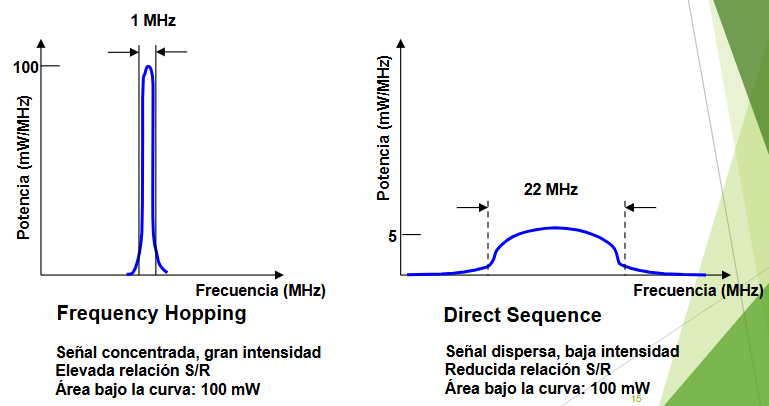 1 MHz
100
Potencia (mW/MHz)
Frecuencia (MHz)
Frequency Hopping
Señal concentrada, gran intensidad
Elevada relación S/R
Área bajo la curva: 100 mW
22 MHz
5
Potencia (mW/MHz)
Frecuencia (MHz)
Direct Sequence
Señal dispersa, baja intensidad
Reducida relación S/R
Área bajo la curva: 100 mW
15